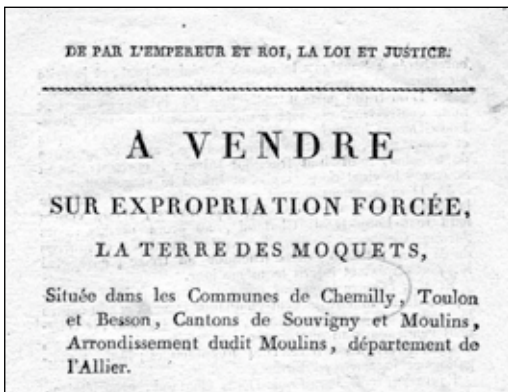 DE PAR L'EMPEREUR ET ROI, LA LOI ET JUSTICE.
A VENDRE
SUR EXPROPRIATION FORCÉE,
LA TERRE DES MOQUETS,
Située dans les Communes de Chemilly, Toulon
et Besson, Cantons de Souvigny et Moulins,
Arrondissement dudit Moulins, département de
l'Allier.